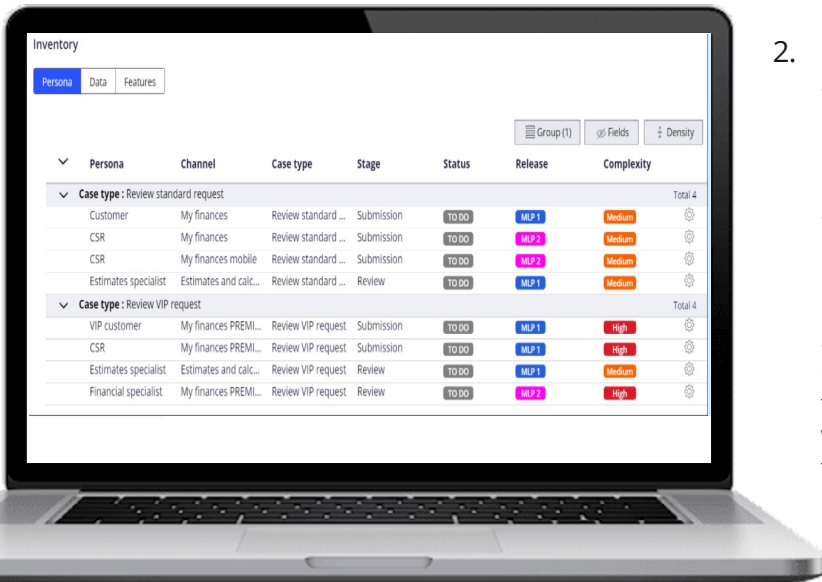 2.
Inventory
Persona Data Features
Group (1) Fields Density
Persona Channel Case type Stage Status Release Complexity
Case type : Review standard request Total 4
Customer My finances Review standard ... Submission TO DO MLP 1 Medium
CSR My finances Review standard ... Submission TO DO MLP 2 Medium
CSR My finances mobile Review standard ... Submission TO DO MLP 2 Medium
Estimates specialist Estimates and calc... Review standard ... Review TO DO MLP 1 Medium
Case type : Review VIP request Total 4
VIP customer My finances PREMI... Review VIP request Submission TO DO MLP 1 High
CSR My finances PREMI... Review VIP request Submission TO DO MLP 1 High
Estimates specialist Estimates and calc... Review VIP request Review TO DO MLP 1 Medium
Financial specialist My finances PREMI... Review VIP request Review TO DO MLP 2 High